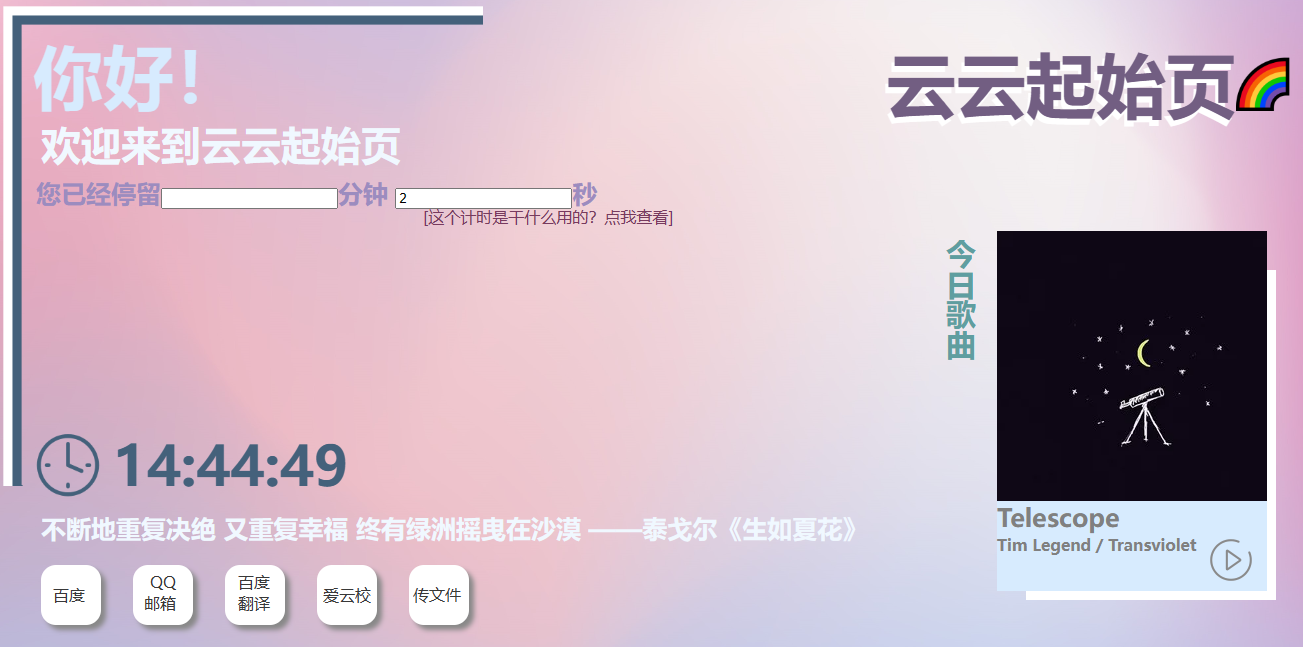 你好！
云云起始页
欢迎来到云云起始页
您已经停留 分钟 2 秒
[这个计时是干什么用的？点我查看]
今日歌曲
Telescope
Tim Legend / Transviolet
14:44:49
不断地重复决绝 又重复幸福 终有绿洲摇曳在沙漠 ——泰戈尔《生如夏花》
百度
QQ
邮箱
百度
翻译
爱云校
传文件